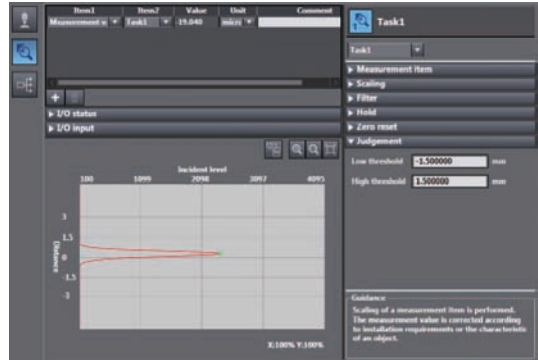 Item1 Item2 Value Unit Comment
Task1 19.040
I/O status
I/O input
Incident level
100 1099 2098 3097 4095
Distance
3
1.5
0
-1.5
-3
X:100% Y:100%
1
Task1
Task1
Measurement item
Scaling
Filter
Hold
Zero reset
Judgement
Low threshold -1.500000 mm
High threshold 1.500000 mm
Guidance
Scaling of a measurement item is performed.
The measurement value is corrected according
to installation requirements or the characteristic
of an object.